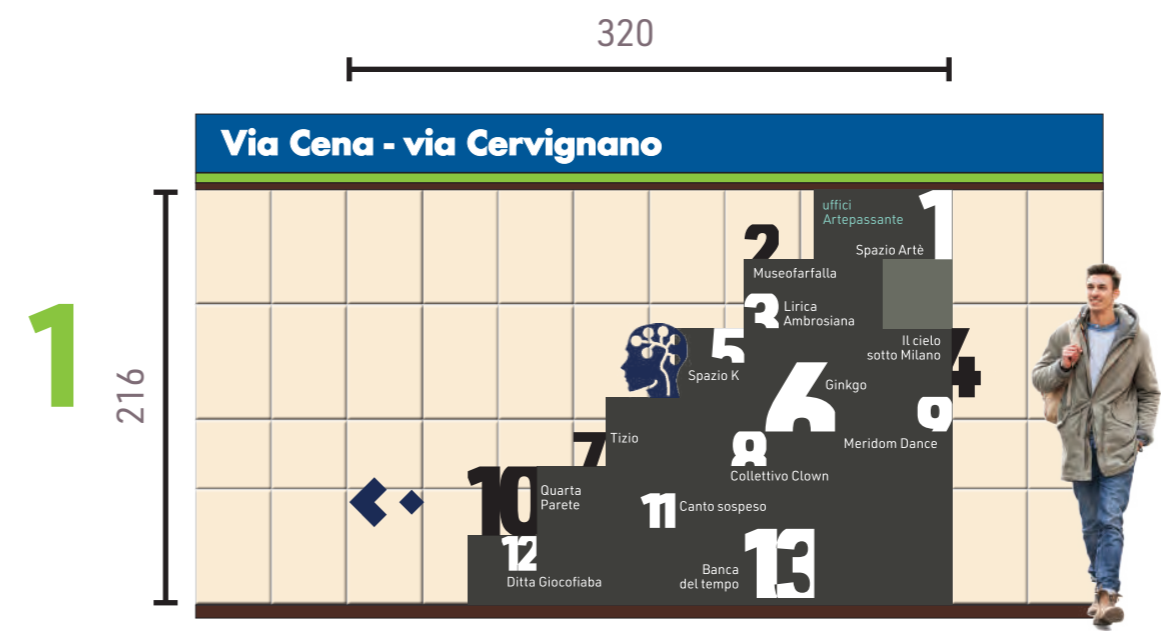 320
Via Cena - via Cervignano
1
216
uffici
Artepassante
1
Spazio Artè
2
Museofarfalla
3
Lirica
Ambrosiana
Il cielo
sotto Milano
4
5
Spazio K
6
Ginkgo
9
Meridom Dance
7
Tizio
8
Collettivo Clown
10
Quarta
Parete
11
Canto sospeso
12
Ditta Giocofiaba
13
Banca
del tempo